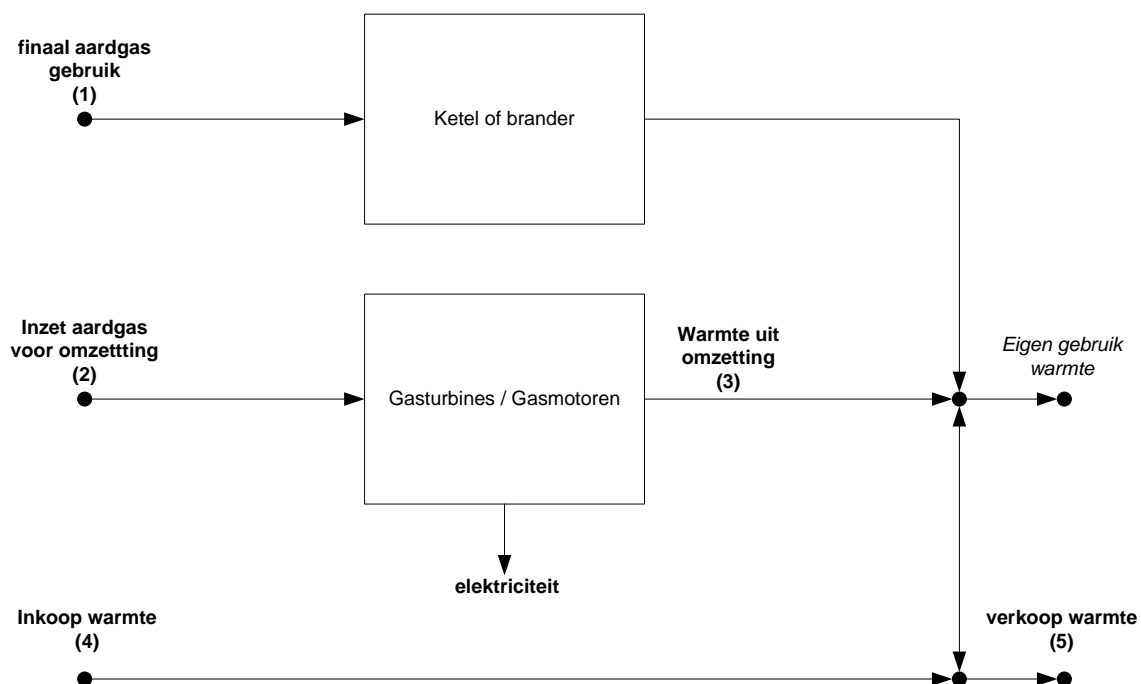 finaal aardgas
gebruik
(1)
Ketel of brander
Inzet aardgas
voor omzettting
(2)
Gasturbines / Gasmotoren
Warmte uit
omzetting
(3)
Eigen gebruik
warmte
elektriciteit
Inkoop warmte
(4)
verkoop warmte
(5)